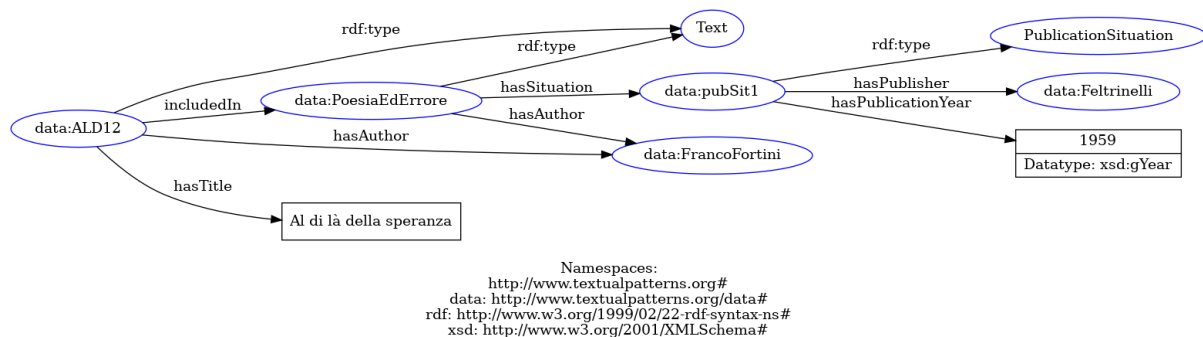 Text
rdf:type
rdf:type
PublicationSituation
rdf:type
includedIn
data:PoesiaEdErrore
hasSituation
data:pubSit1
hasPublisher
data:Feltrinelli
data:ALD12
hasAuthor
hasAuthor
hasPublicationYear
data:FrancoFortini
1959
Datatype: xsd:gYear
hasTitle
Al di là della speranza
Namespaces:
http://www.textualpatterns.org#
data: http://www.textualpatterns.org/data#
rdf: http://www.w3.org/1999/02/22-rdf-syntax-ns#
xsd: http://www.w3.org/2001/XMLSchema#